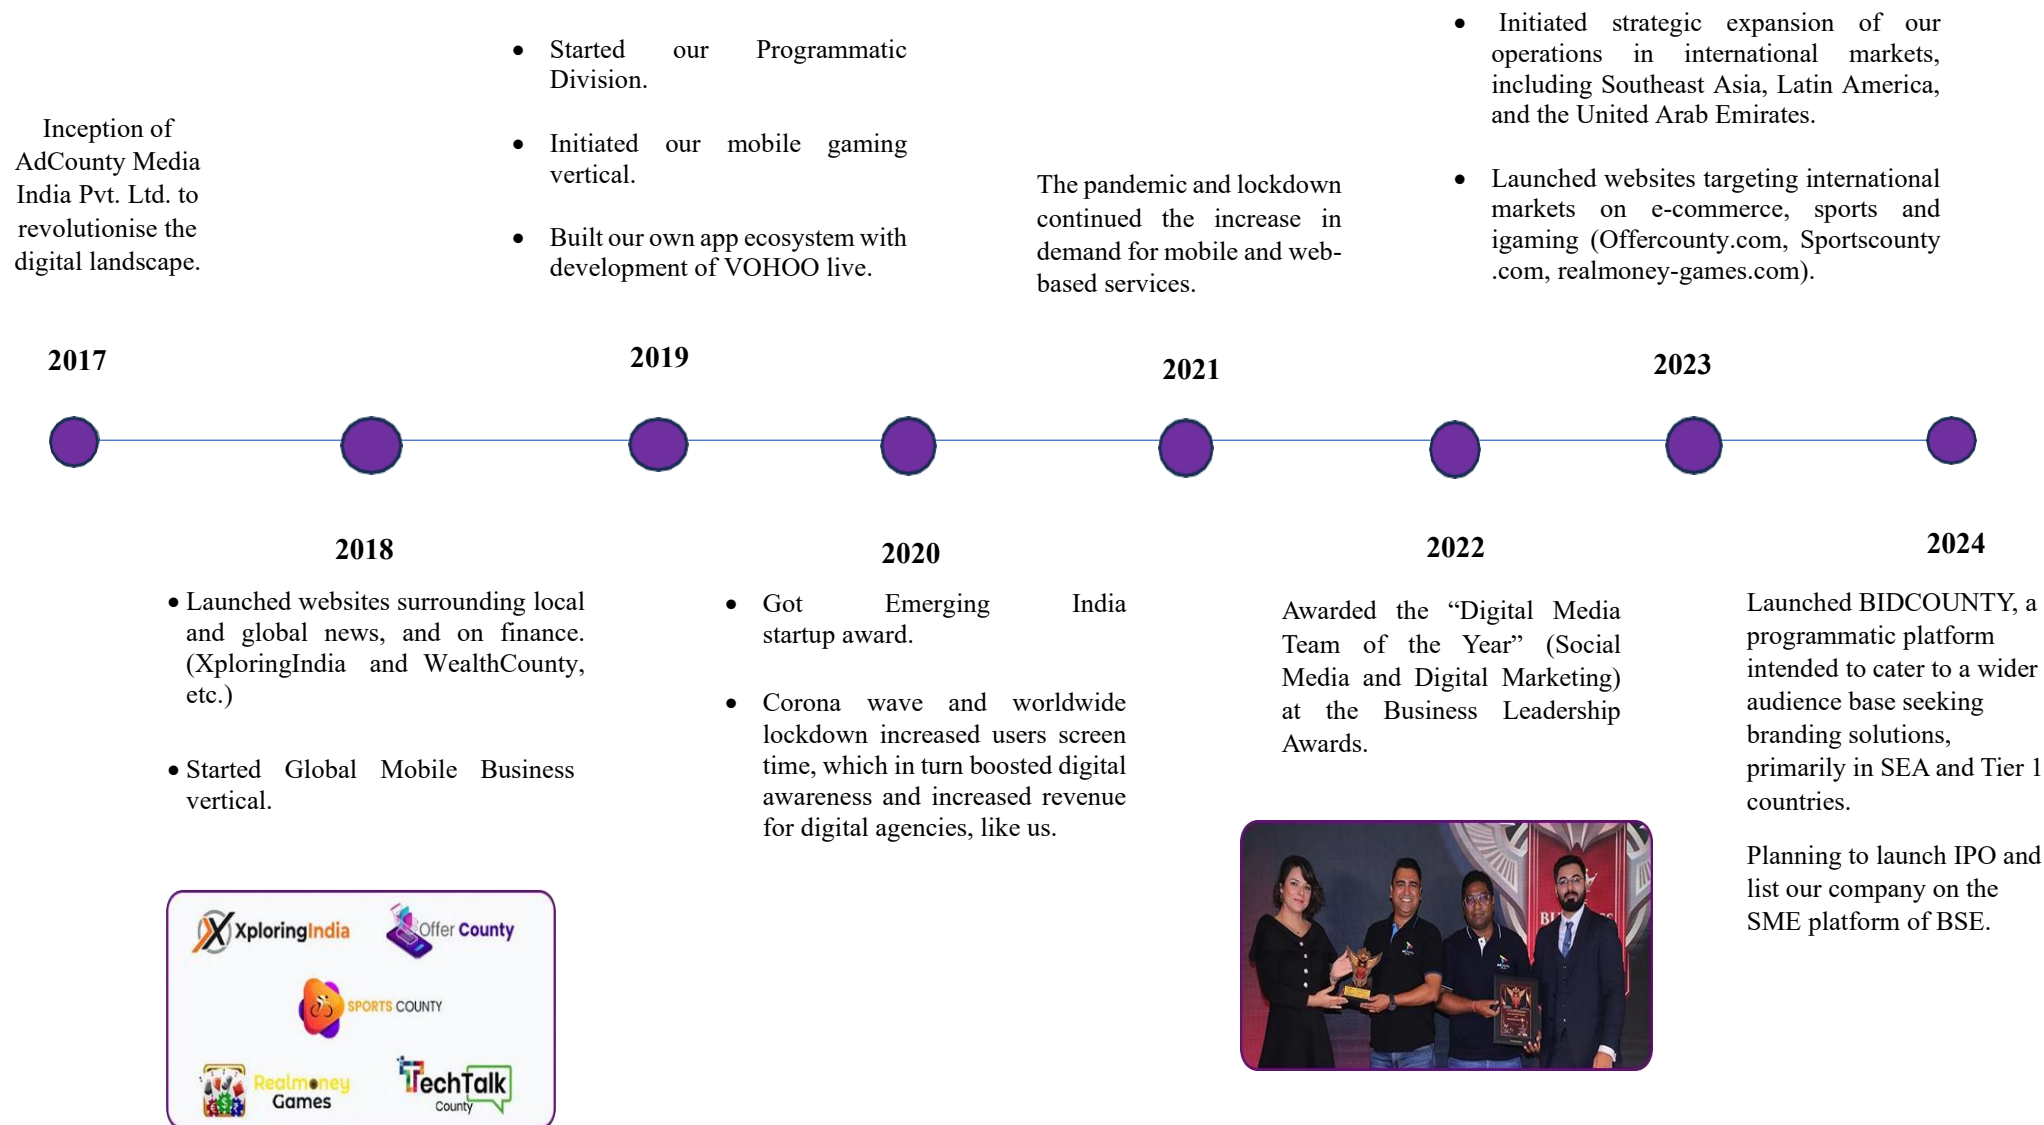 Inception of
AdCounty Media
India Pvt. Ltd. to
revolutionise the
digital landscape.
2017
2018
• Launched websites surrounding local
and global news, and on finance.
(XploringIndia and WealthCounty,
etc.)
• Started Global Mobile Business
vertical.
XploringIndia
Offer County
SPORTS COUNTY
Realmoney
Games
TechTalk
County
• Started our Programmatic
Division.
• Initiated our mobile gaming
vertical.
• Built our own app ecosystem with
development of VOHOO live.
2019
2020
• Got Emerging India
startup award.
• Corona wave and worldwide
lockdown increased users screen
time, which in turn boosted digital
awareness and increased revenue
for digital agencies, like us.
The pandemic and lockdown
continued the increase in
demand for mobile and web-
based services.
2021
2022
Awarded the “Digital Media
Team of the Year” (Social
Media and Digital Marketing)
at the Business Leadership
Awards.
• Initiated strategic expansion of our
operations in international markets,
including Southeast Asia, Latin America,
and the United Arab Emirates.
• Launched websites targeting international
markets on e-commerce, sports and
igaming (Offercounty.com, Sportscounty
.com, realmoney-games.com).
2023
2024
Launched BIDCOUNTY, a
programmatic platform
intended to cater to a wider
audience base seeking
branding solutions,
primarily in SEA and Tier 1
countries.
Planning to launch IPO and
list our company on the
SME platform of BSE.